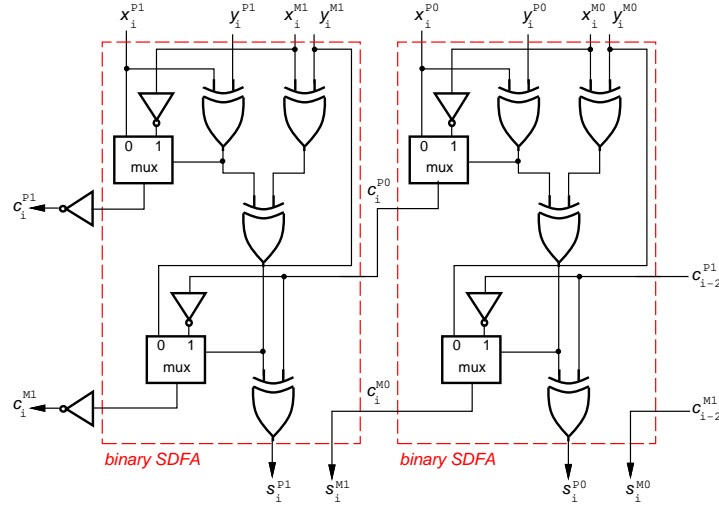 x_i^P1 y_i^P1 x_i^M1 y_i^M1 x_i^P0 y_i^P0 x_i^M0 y_i^M0
0 1 0 1
mux mux
c_i^P0
c_i^P1
c_i-2^P1
0 1 0 1
mux mux
c_i^M0
c_i^M1 c_i-2^M1
binary SDFA binary SDFA
s_i^P1 s_i^M1 s_i^P0 s_i^M0